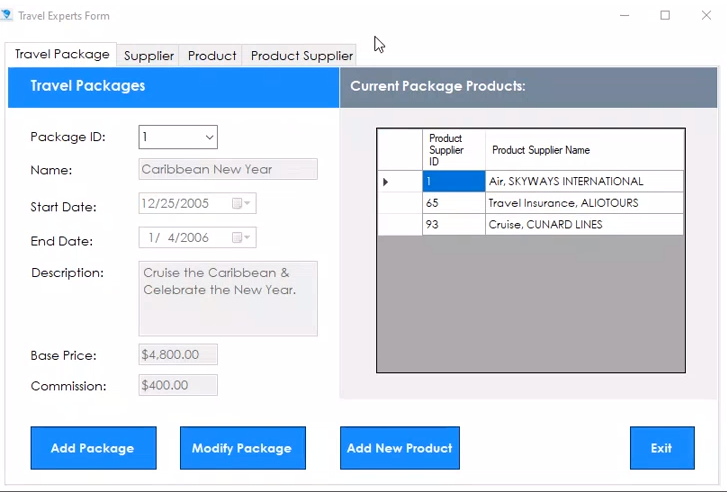 Travel Experts Form
Travel Package
Supplier
Product
Product Supplier
Travel Packages
Current Package Products:
Package ID:
1
Name:
Caribbean New Year
Start Date:
12/25/2005
End Date:
1/ 4/2006
Description:
Cruise the Caribbean &
Celebrate the New Year.
Base Price:
$4,800.00
Commission:
$400.00
Product
Supplier
ID
Product Supplier Name
1
Air, SKYWAYS INTERNATIONAL
65
Travel Insurance, ALIOTOURS
93
Cruise, CUNARD LINES
Add Package
Modify Package
Add New Product
Exit